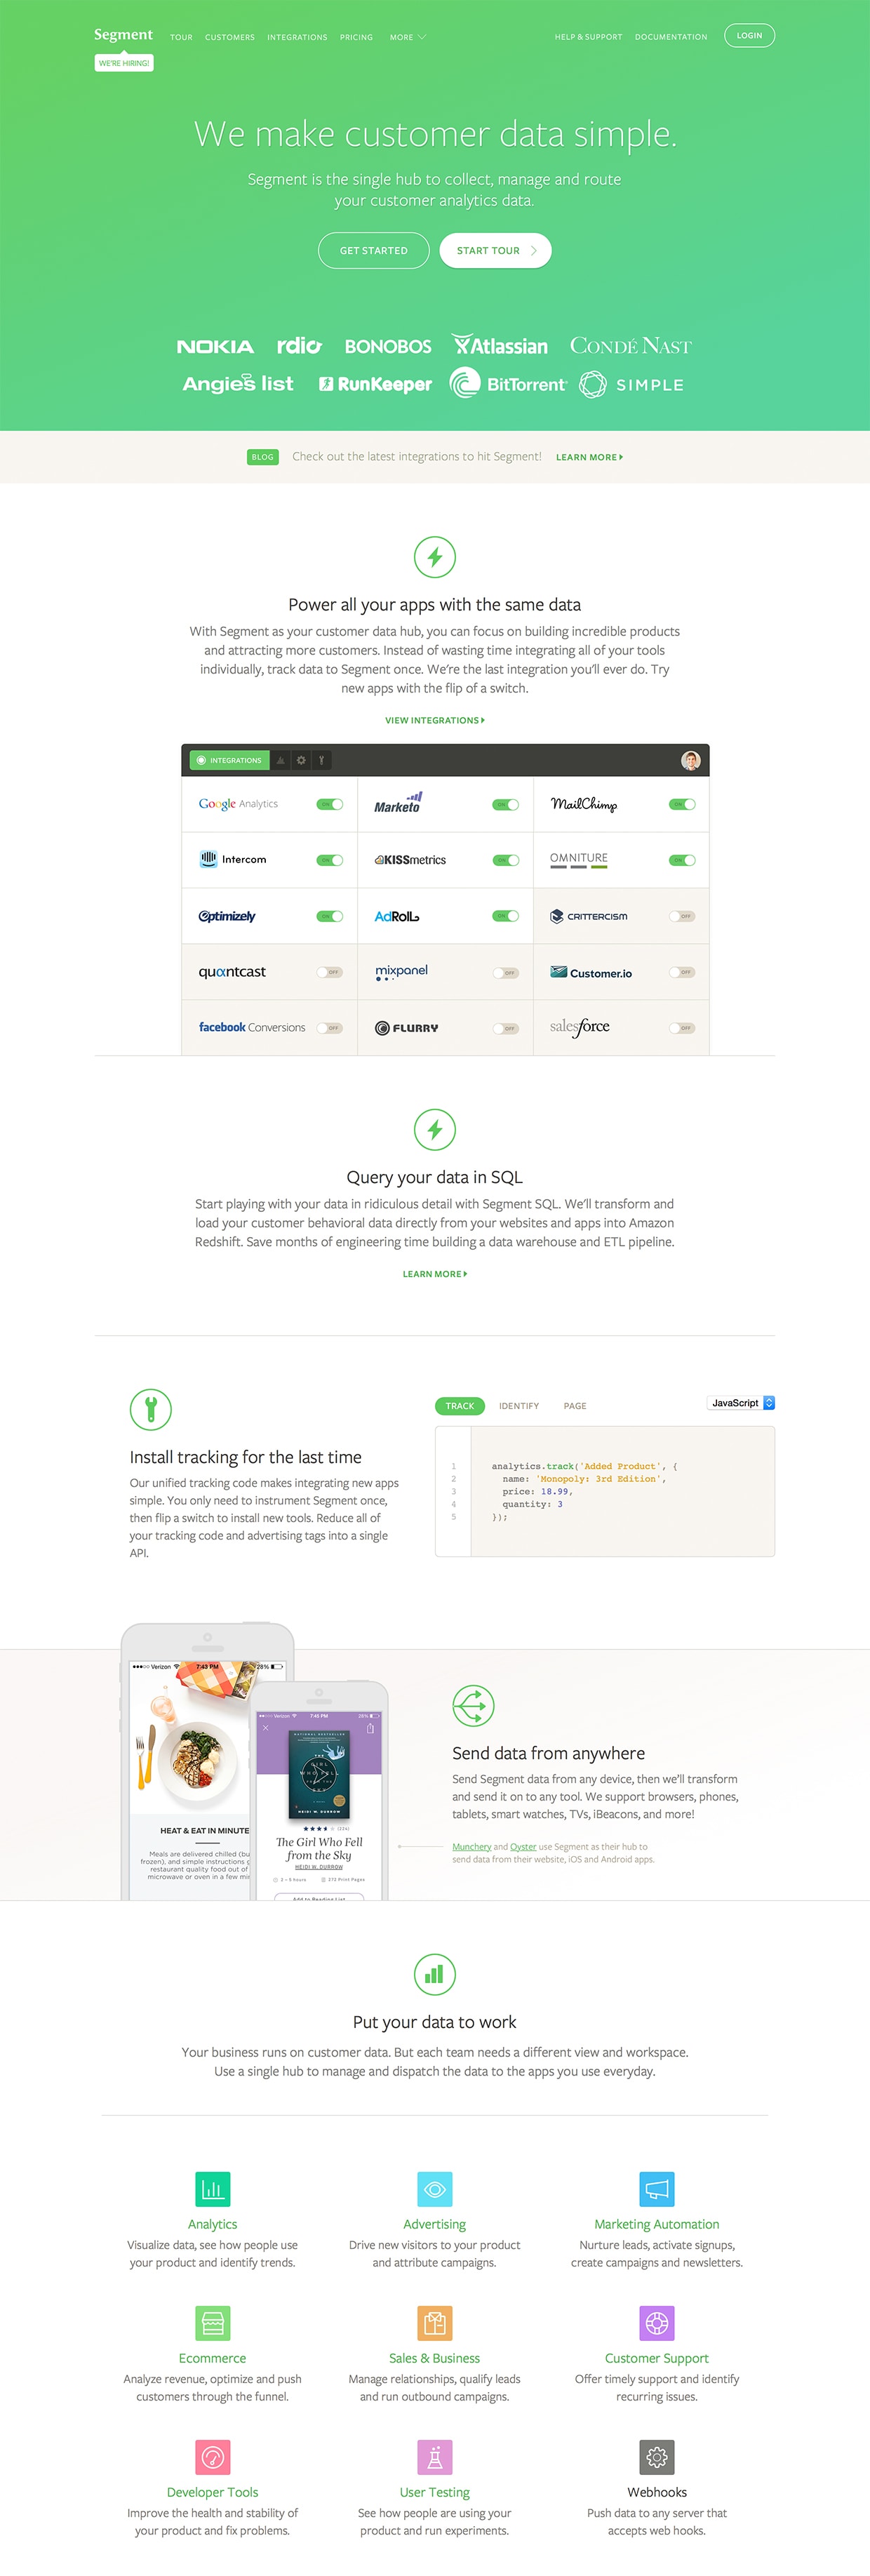 Segment TOUR CUSTOMERS INTEGRATIONS PRICING MORE HELP & SUPPORT DOCUMENTATION LOGIN
WE'RE HIRING!
We make customer data simple.
Segment is the single hub to collect, manage and route
your customer analytics data.
GET STARTED START TOUR
NOKIA rdio BONOBOS Atlassian CONDÉ NAST
Angie's list RunKeeper BitTorrent SIMPLE
BLOG Check out the latest integrations to hit Segment! LEARN MORE
Power all your apps with the same data
With Segment as your customer data hub, you can focus on building incredible products
and attracting more customers. Instead of wasting time integrating all of your tools
individually, track data to Segment once. We're the last integration you'll ever do. Try
new apps with the flip of a switch.
VIEW INTEGRATIONS
INTEGRATIONS
Google Analytics ON Marketo ON MailChimp ON
Intercom ON KISSmetrics ON OMNITURE ON
Optimizely ON AdRoll ON CRITTERCISM OFF
quantcast OFF mixpanel OFF Customer.io OFF
facebook Conversions OFF FLURRY OFF salesforce OFF
Query your data in SQL
Start playing with your data in ridiculous detail with Segment SQL. We'll transform and
load your customer behavioral data directly from your websites and apps into Amazon
Redshift. Save months of engineering time building a data warehouse and ETL pipeline.
LEARN MORE
Install tracking for the last time
Our unified tracking code makes integrating new apps
simple. You only need to instrument Segment once,
then flip a switch to install new tools. Reduce all of
your tracking code and advertising tags into a single
API.
TRACK IDENTIFY PAGE JavaScript
1 analytics.track('Added Product', {
2 name: 'Monopoly: 3rd Edition',
3 price: 18.99,
4 quantity: 3
5 });
Verizon 7:43 PM 28%
HEAT & EAT IN MINUTE
Meals are delivered chilled (bu
frozen), and simple instructions
restaurant quality food out of
microwave or oven in a few mi
Verizon 7:45 PM 28%
NATIONAL BESTSELLER
THE GIRL WHO FELL
HEIDI W. DURROW
(124)
The Girl Who Fell
from the Sky
HEIDI W. DURROW
2 – 5 hours 272 Print Pages
Add to Reading List
Send data from anywhere
Send Segment data from any device, then we'll transform
and send it on to any tool. We support browsers, phones,
tablets, smart watches, TVs, iBeacons, and more!
Munchery and Oyster use Segment as their hub to
send data from their website, iOS and Android apps.
Put your data to work
Your business runs on customer data. But each team needs a different view and workspace.
Use a single hub to manage and dispatch the data to the apps you use everyday.
Analytics
Visualize data, see how people use
your product and identify trends.
Advertising
Drive new visitors to your product
and attribute campaigns.
Marketing Automation
Nurture leads, activate signups,
create campaigns and newsletters.
Ecommerce
Analyze revenue, optimize and push
customers through the funnel.
Sales & Business
Manage relationships, qualify leads
and run outbound campaigns.
Customer Support
Offer timely support and identify
recurring issues.
Developer Tools
Improve the health and stability of
your product and fix problems.
User Testing
See how people are using your
product and run experiments.
Webhooks
Push data to any server that
accepts web hooks.